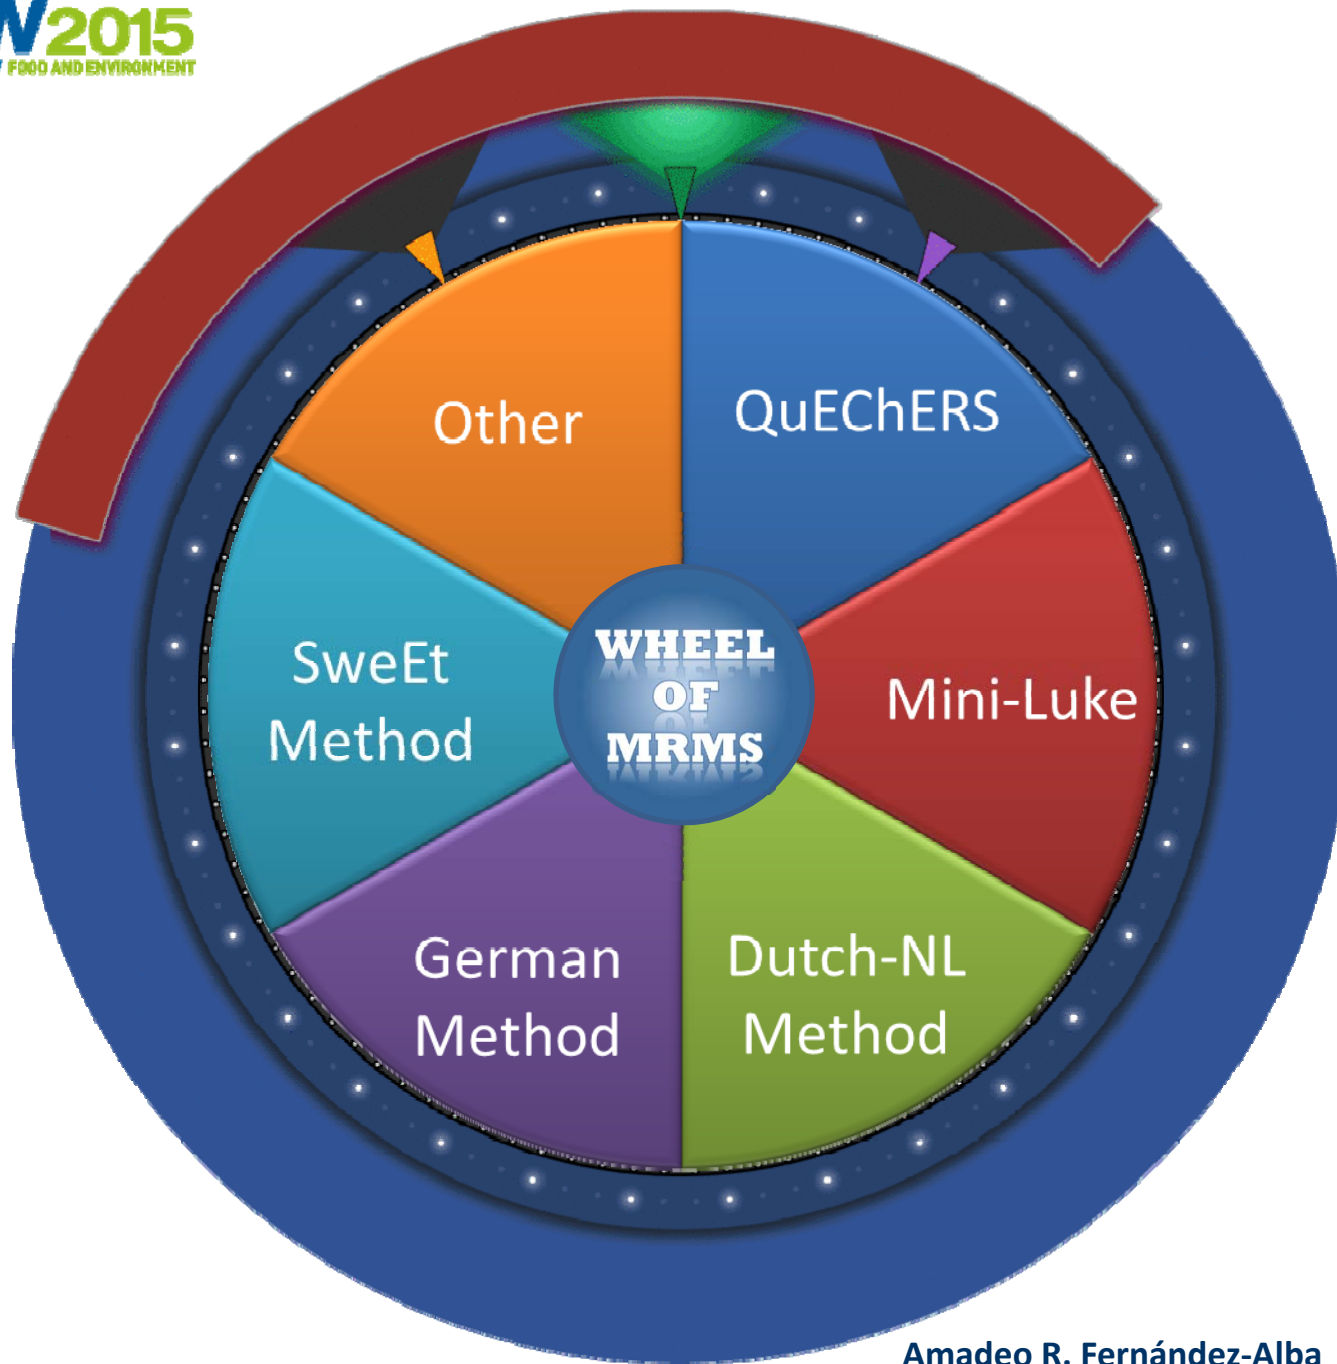 2015
FOOD AND ENVIRONMENT
Other
QuEChERS
SweEt
Method
WHEEL
OF
MRMS
Mini-Luke
German
Method
Dutch-NL
Method
Amadeo R. Fernández-Alba